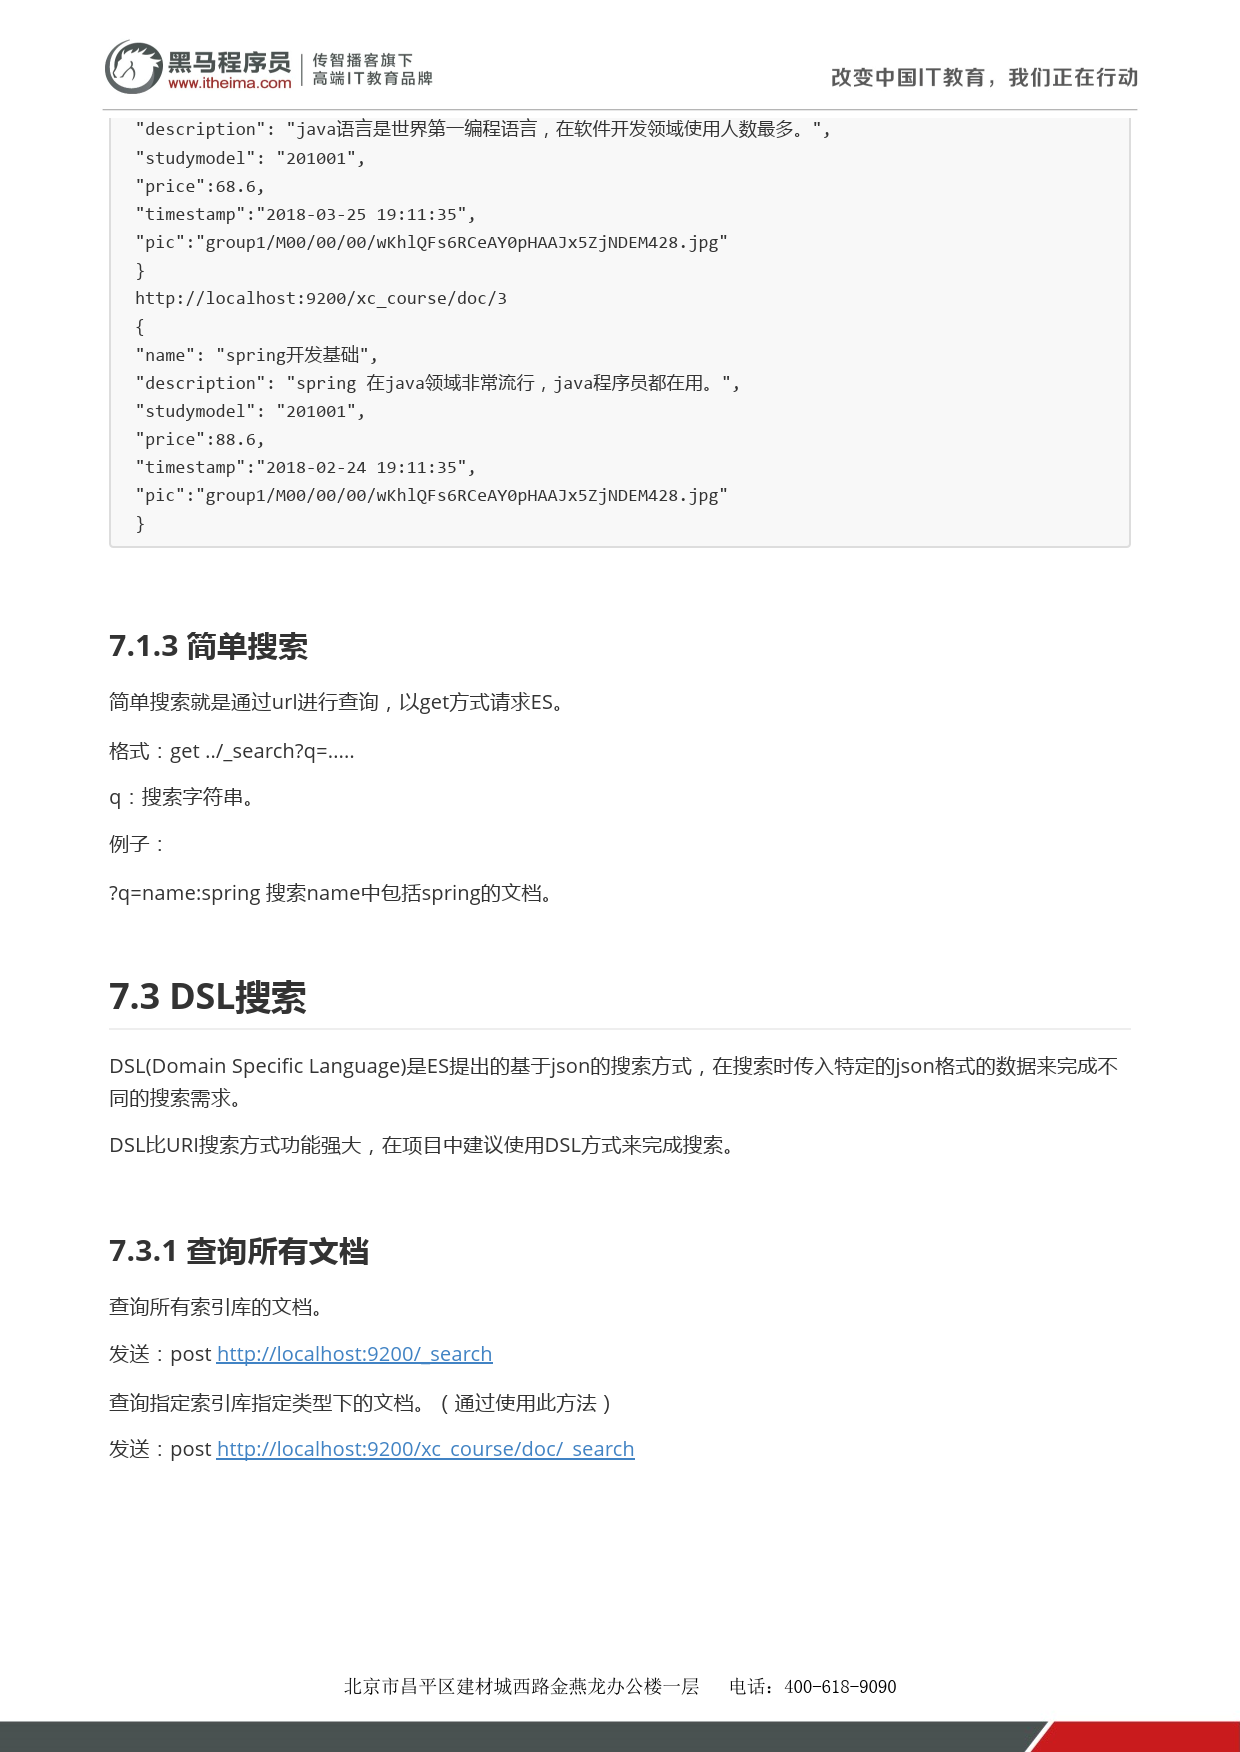 黑马程序员
www.itheima.com
传智播客旗下
高端IT教育品牌
改变中国IT教育，我们正在行动
"description": "java语言是世界第一编程语言，在软件开发领域使用人数最多。",
"studymodel": "201001",
"price":68.6,
"timestamp":"2018-03-25 19:11:35",
"pic":"group1/M00/00/00/wKhlQFs6RCeAY0pHAAJx5ZjNDEM428.jpg"
}
http://localhost:9200/xc_course/doc/3
{
"name": "spring开发基础",
"description": "spring 在java领域非常流行，java程序员都在用。",
"studymodel": "201001",
"price":88.6,
"timestamp":"2018-02-24 19:11:35",
"pic":"group1/M00/00/00/wKhlQFs6RCeAY0pHAAJx5ZjNDEM428.jpg"
}
7.1.3 简单搜索
简单搜索就是通过url进行查询，以get方式请求ES。
格式：get ../_search?q=.....
q：搜索字符串。
例子：
?q=name:spring 搜索name中包括spring的文档。
7.3 DSL搜索
DSL(Domain Specific Language)是ES提出的基于json的搜索方式，在搜索时传入特定的json格式的数据来完成不
同的搜索需求。
DSL比URI搜索方式功能强大，在项目中建议使用DSL方式来完成搜索。
7.3.1 查询所有文档
查询所有索引库的文档。
发送：post http://localhost:9200/_search
查询指定索引库指定类型下的文档。（通过使用此方法）
发送：post http://localhost:9200/xc_course/doc/_search
北京市昌平区建材城西路金燕龙办公楼一层 电话：400-618-9090